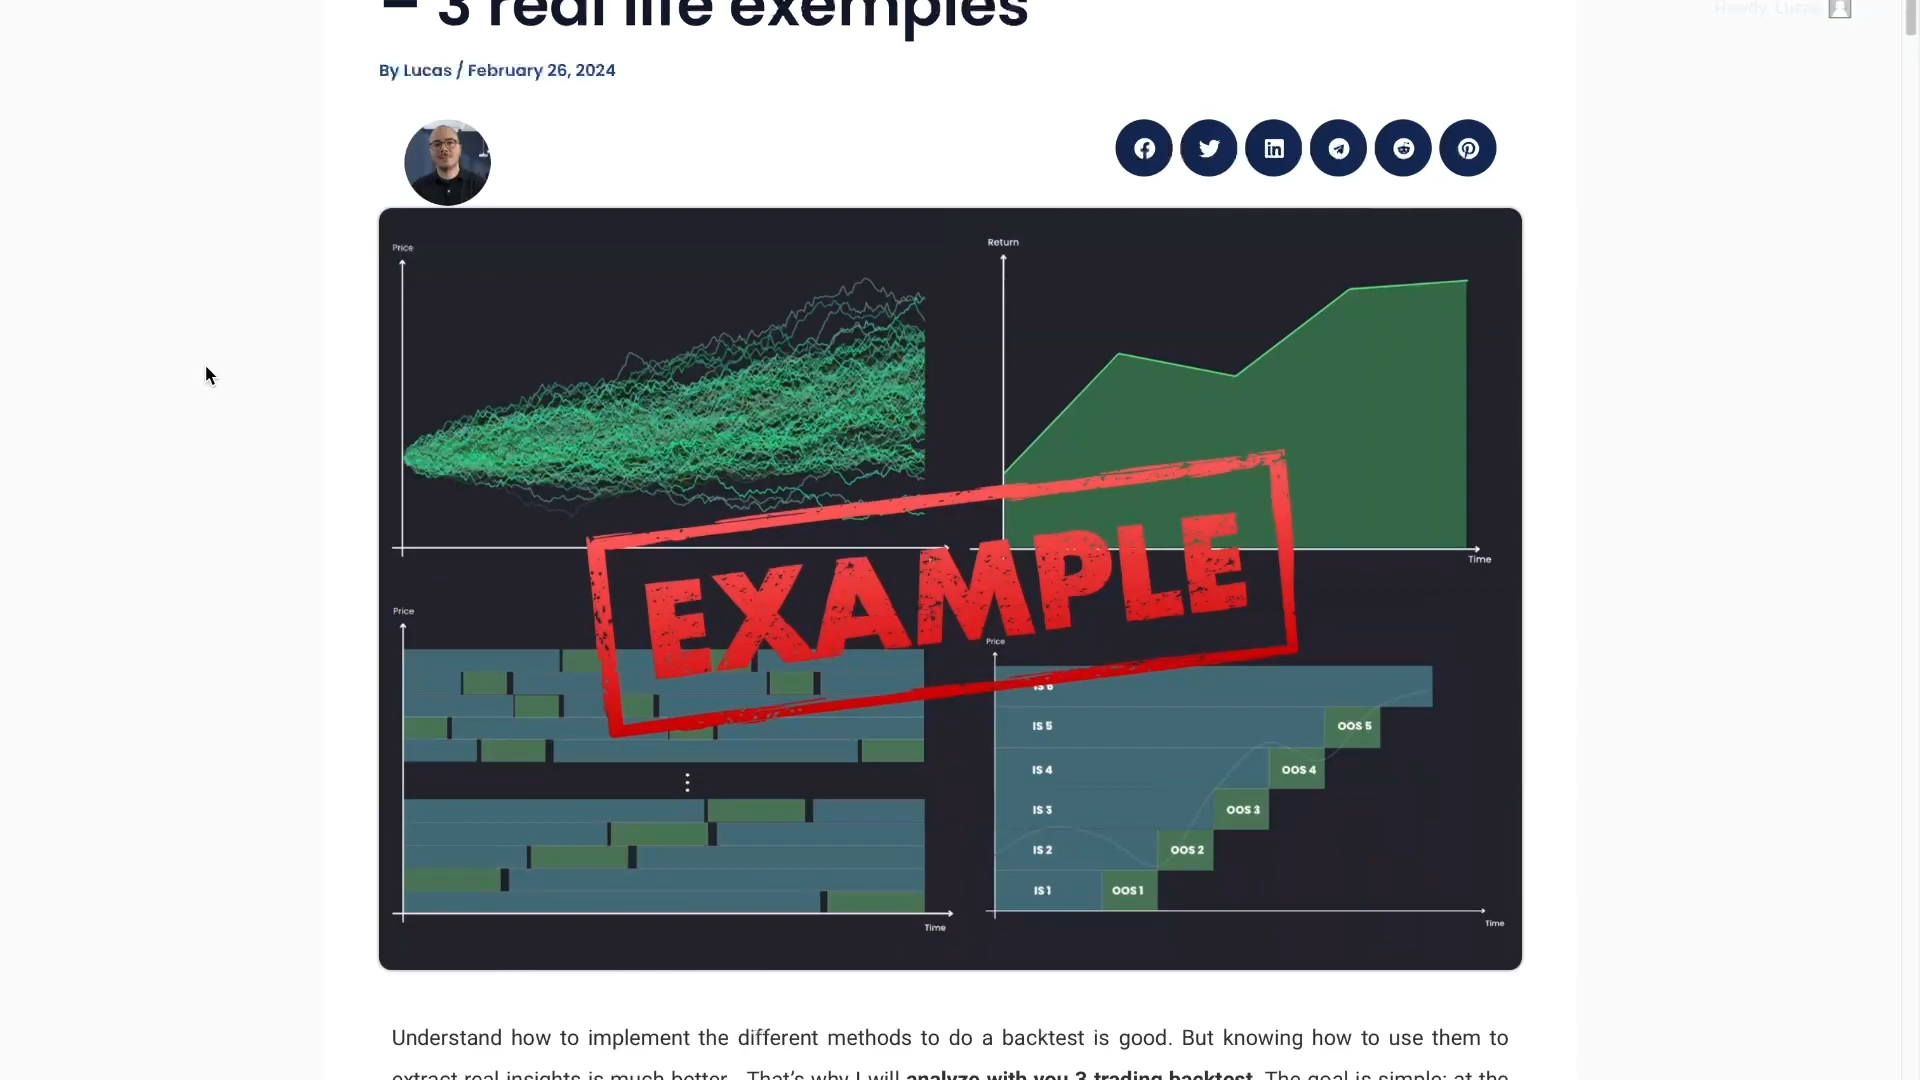 – 3 real life exemples
Howdy Lucas
By Lucas / February 26, 2024
Price
Return
Time
EXAMPLE
Price
Time
Price
IS 6
IS 5
OOS 5
IS 4
OOS 4
IS 3
OOS 3
IS 2
OOS 2
IS 1
OOS 1
Time
Understand how to implement the different methods to do a backtest is good. But knowing how to use them to
extract real insights is much better. That's why I will analyze with you 3 trading backtest. The goal is simple: at the